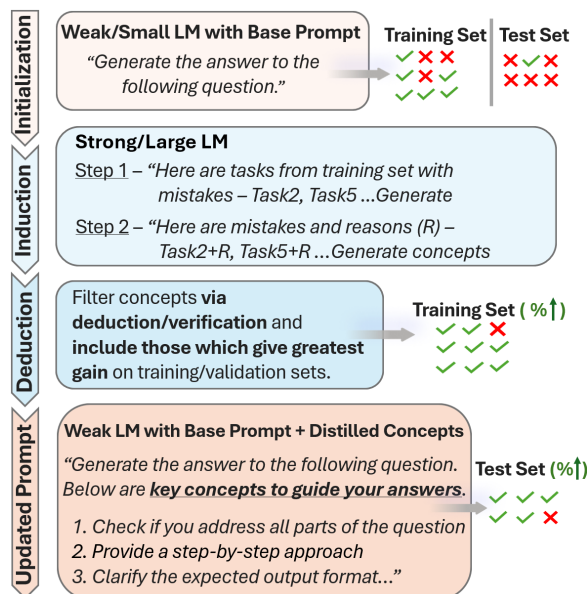 Initialization
Weak/Small LM with Base Prompt
“Generate the answer to the
following question.”
Training Set
Test Set
Induction
Strong/Large LM
Step 1 – “Here are tasks from training set with
mistakes – Task2, Task5 ...Generate
Step 2 – “Here are mistakes and reasons (R) –
Task2+R, Task5+R ...Generate concepts
Deduction
Filter concepts via
deduction/verification and
include those which give greatest
gain on training/validation sets.
Training Set (%↑)
Updated Prompt
Weak LM with Base Prompt + Distilled Concepts
“Generate the answer to the following question.
Below are key concepts to guide your answers.
1. Check if you address all parts of the question
2. Provide a step-by-step approach
3. Clarify the expected output format...”
Test Set (%↑)